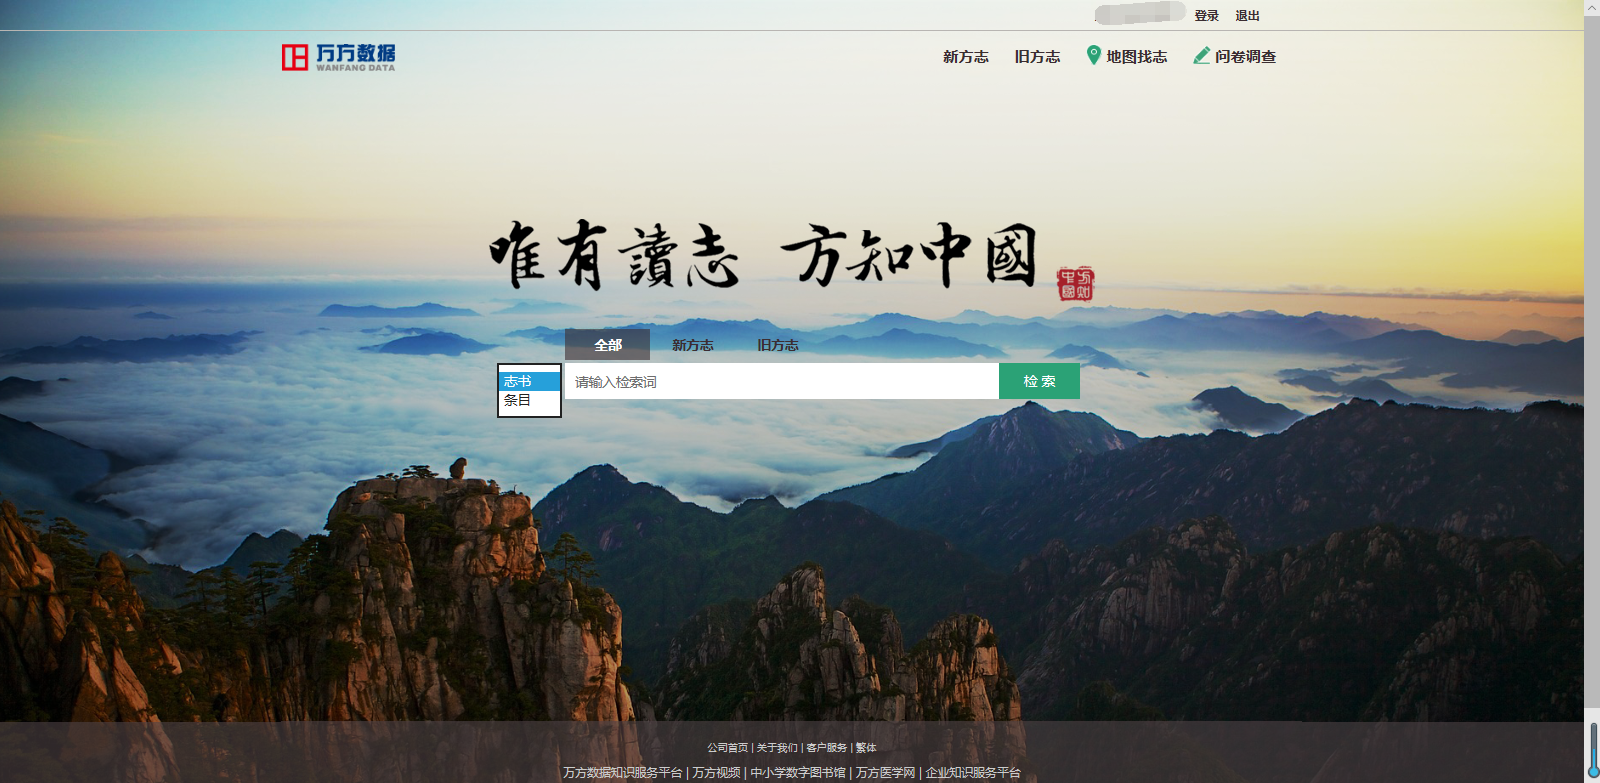 登录 退出
万方数据
WANFANG DATA
新方志 旧方志 地图找志 问卷调查
唯有讀志 方知中國
方知中國
全部 新方志 旧方志
志书
条目
请输入检索词
检 索
公司首页 | 关于我们 | 客户服务 | 繁体
万方数据知识服务平台 | 万方视频 | 中小学数字图书馆 | 万方医学网 | 企业知识服务平台